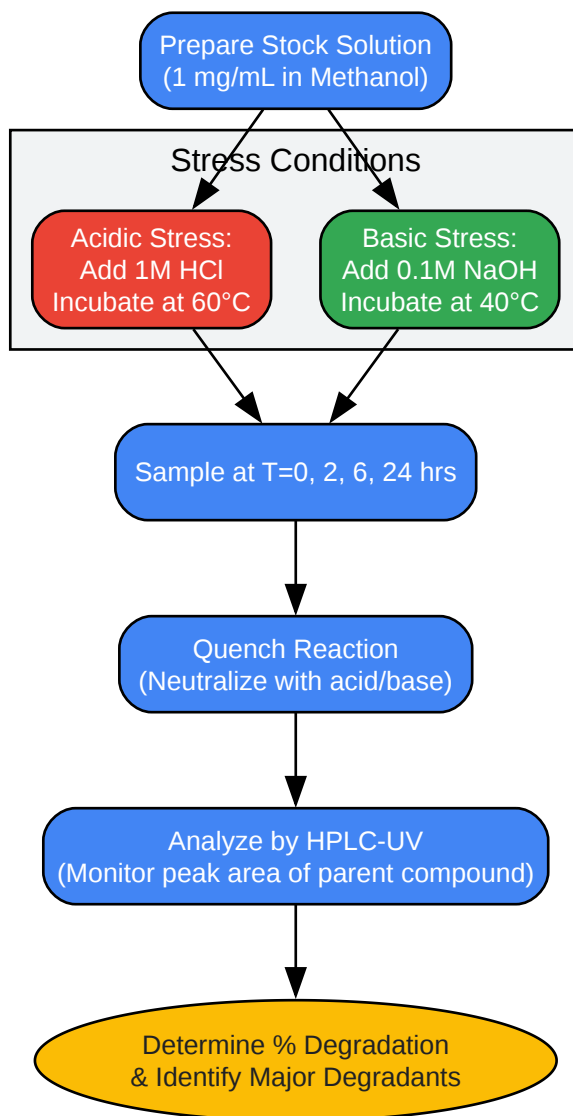 Prepare Stock Solution
(1 mg/mL in Methanol)
Stress Conditions
Acidic Stress:
Add 1M HCl
Incubate at 60°C
Basic Stress:
Add 0.1M NaOH
Incubate at 40°C
Sample at T=0, 2, 6, 24 hrs
Quench Reaction
(Neutralize with acid/base)
Analyze by HPLC-UV
(Monitor peak area of parent compound)
Determine % Degradation
& Identify Major Degradants